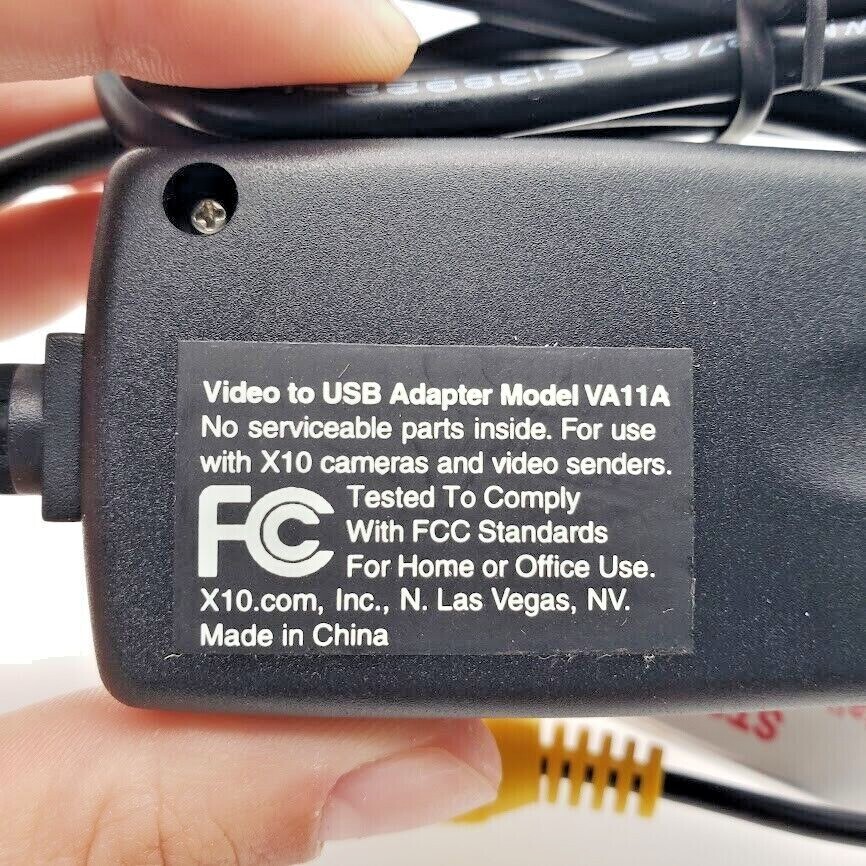 E138922
Video to USB Adapter Model VA11A
No serviceable parts inside. For use
with X10 cameras and video senders.
FC Tested To Comply
With FCC Standards
For Home or Office Use.
X10.com, Inc., N. Las Vegas, NV.
Made in China